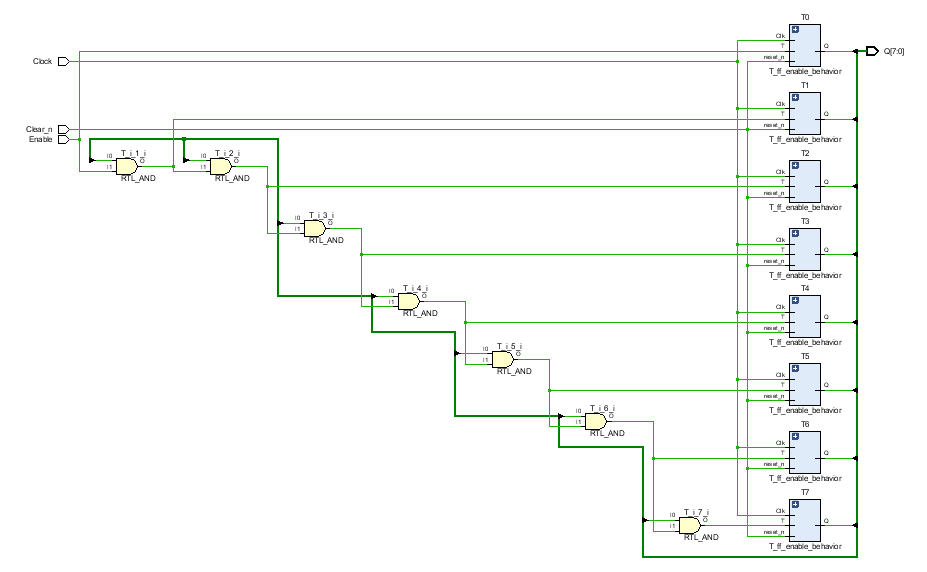 T0
Clk
T
reset_n
Q
T_ff_enable_behavior
Q[7:0]
Clock
T1
Clk
T
reset_n
Q
T_ff_enable_behavior
Clear_n
Enable
T_i_1_i
I0
I1
O
RTL_AND
T_i_2_i
I0
I1
O
RTL_AND
T2
Clk
T
reset_n
Q
T_ff_enable_behavior
T_i_3_i
I0
I1
O
RTL_AND
T3
Clk
T
reset_n
Q
T_ff_enable_behavior
T_i_4_i
I0
I1
O
RTL_AND
T4
Clk
T
reset_n
Q
T_ff_enable_behavior
T_i_5_i
I0
I1
O
RTL_AND
T5
Clk
T
reset_n
Q
T_ff_enable_behavior
T_i_6_i
I0
I1
O
RTL_AND
T6
Clk
T
reset_n
Q
T_ff_enable_behavior
T_i_7_i
I0
I1
O
RTL_AND
T7
Clk
T
reset_n
Q
T_ff_enable_behavior